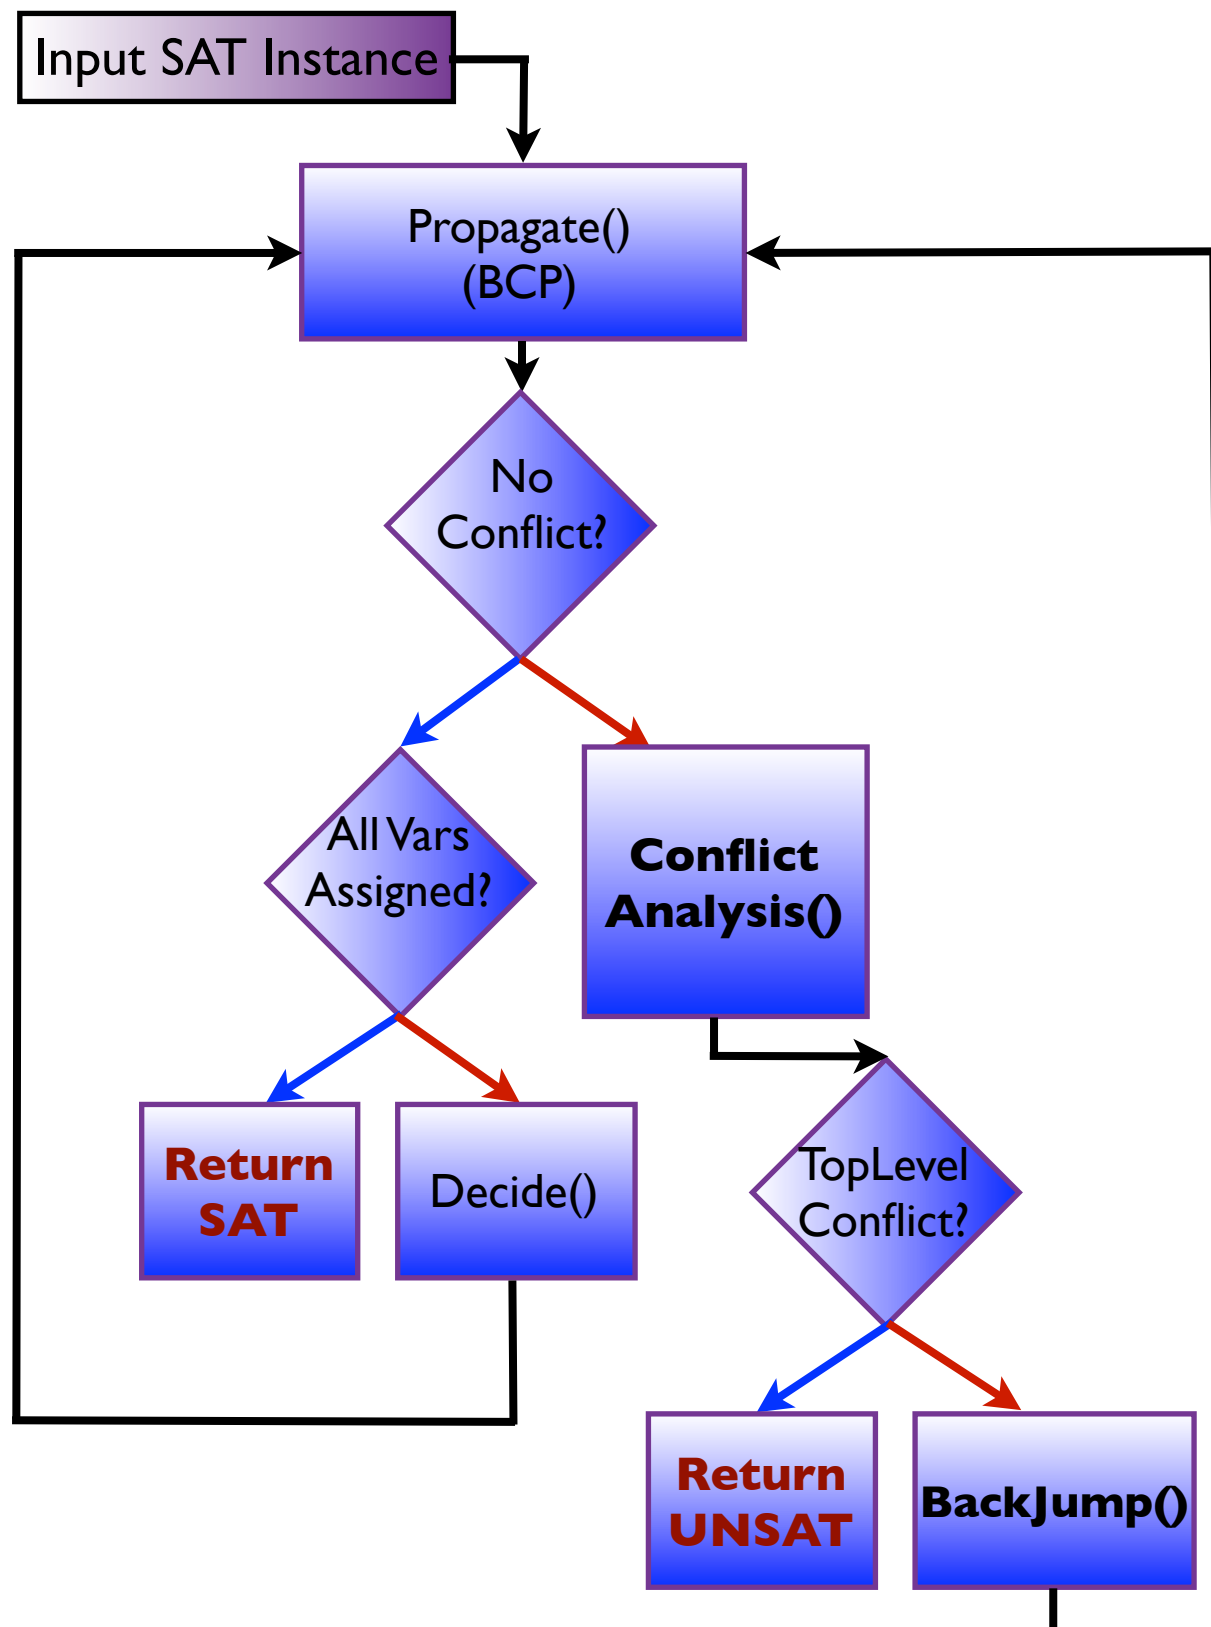 Input SAT Instance
Propagate()
(BCP)
No
Conflict?
All Vars
Assigned?
Conflict
Analysis()
Return
SAT
Decide()
TopLevel
Conflict?
Return
UNSAT
BackJump()